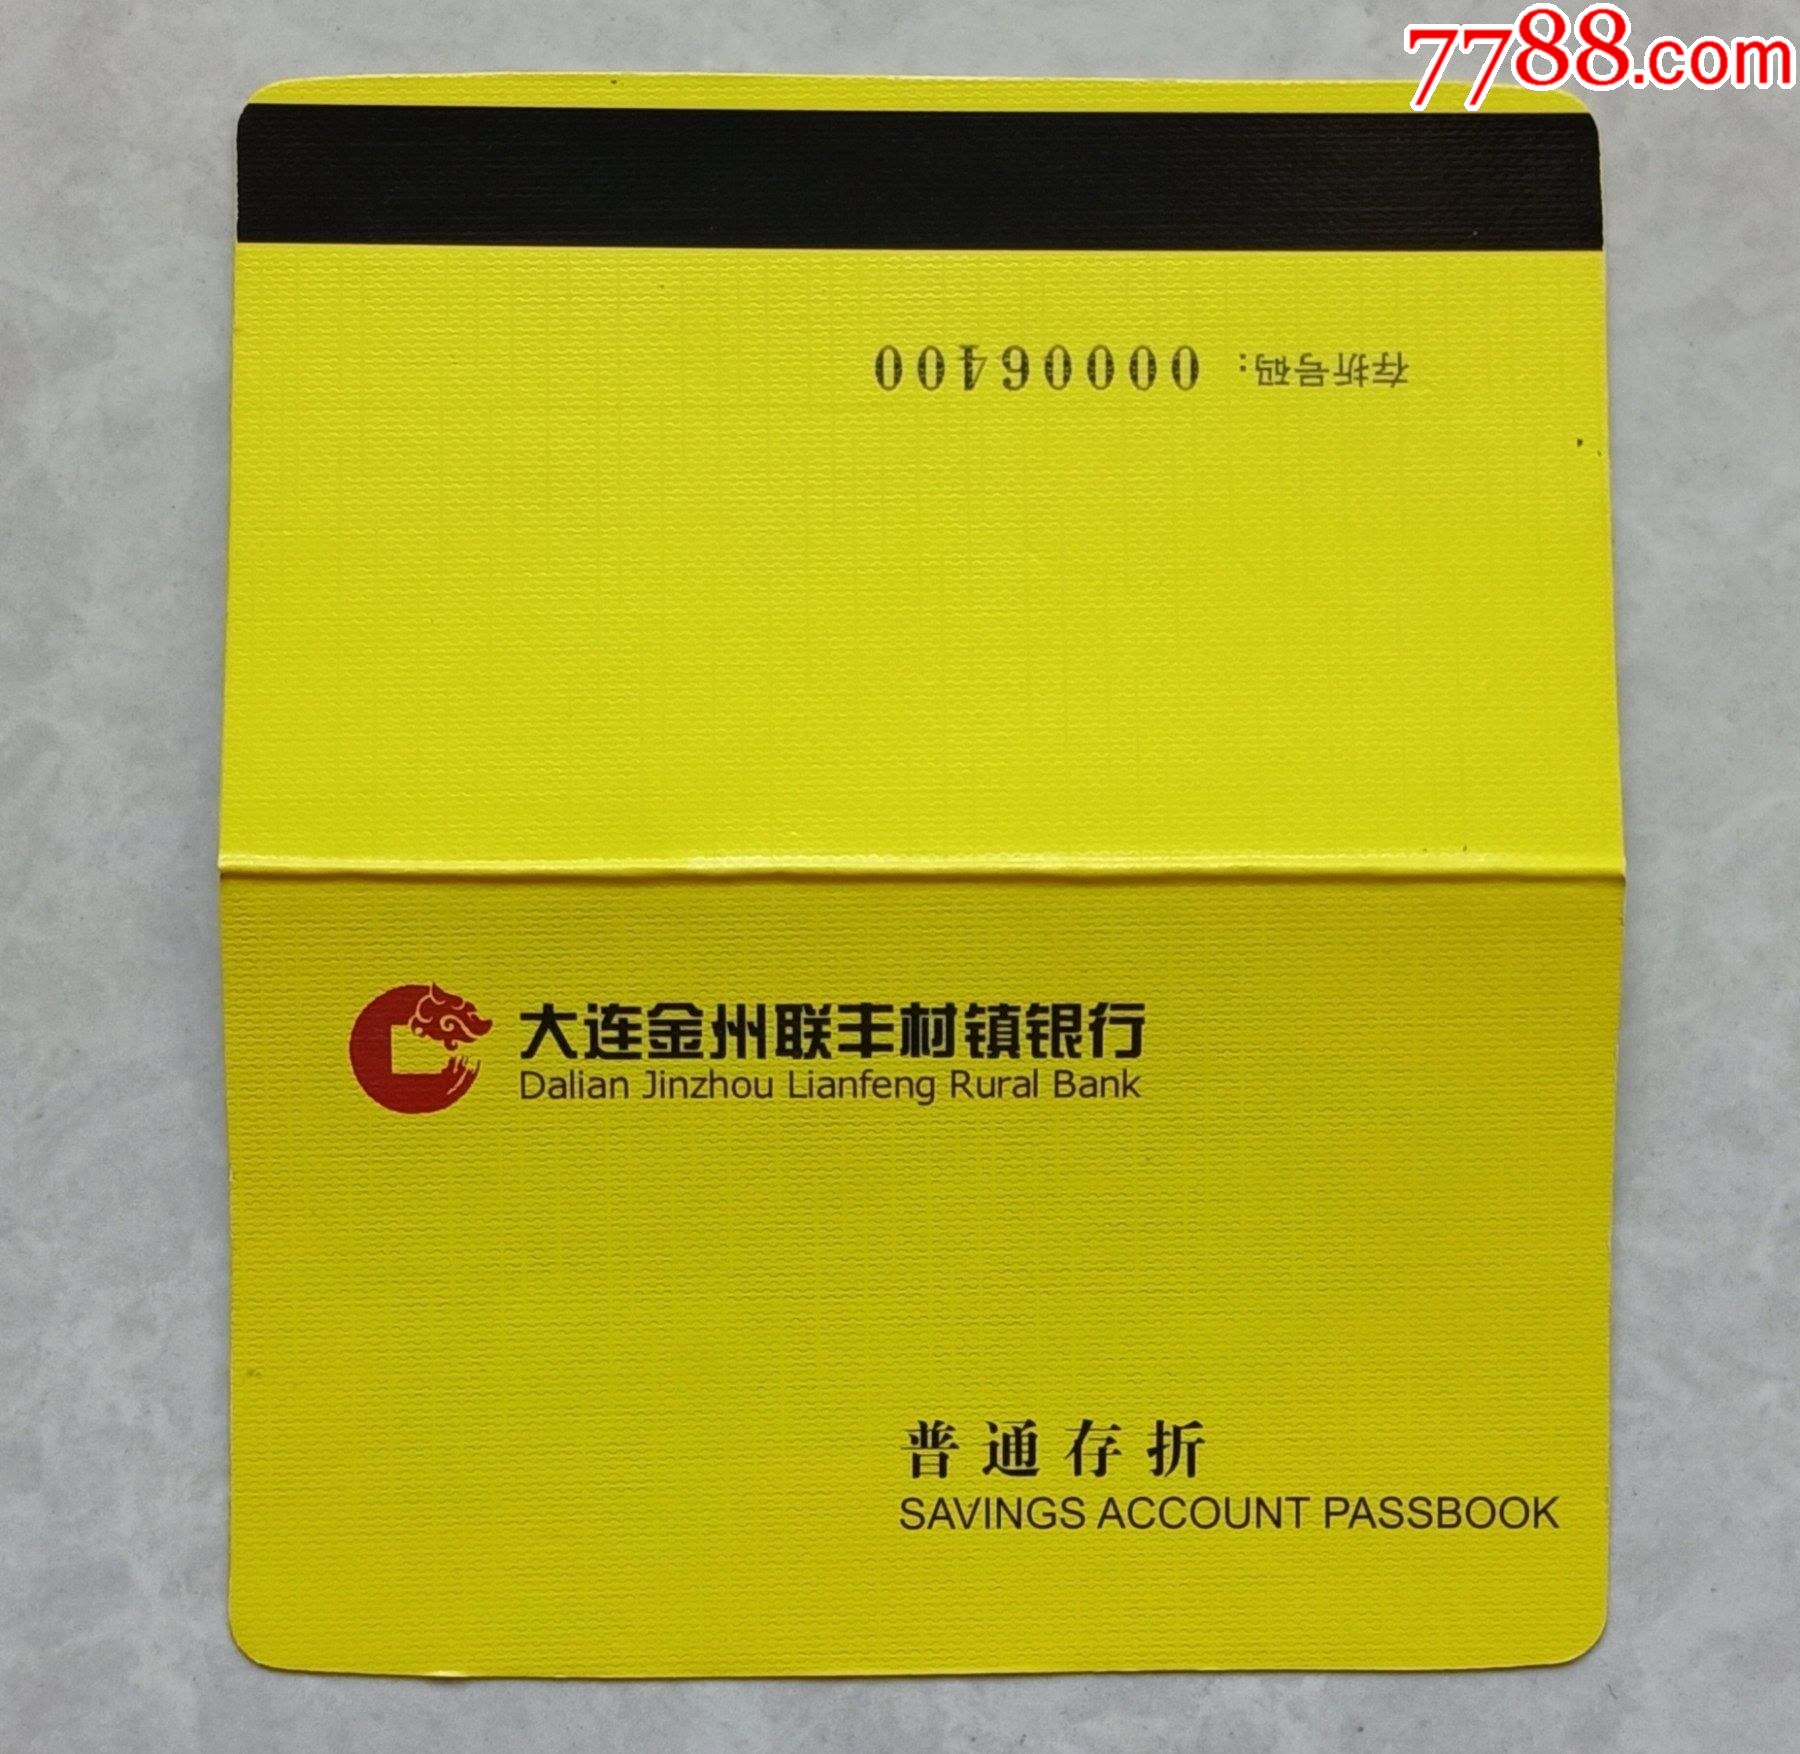 7788.com
存折号码：00006400
大连金州联丰村镇银行
Dalian Jinzhou Lianfeng Rural Bank
普通存折
SAVINGS ACCOUNT PASSBOOK